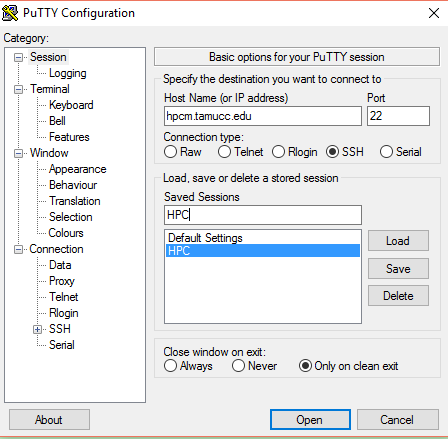 PuTTY Configuration
Category:
Session
Logging
Terminal
Keyboard
Bell
Features
Window
Appearance
Behaviour
Translation
Selection
Colours
Connection
Data
Proxy
Telnet
Rlogin
SSH
Serial
Basic options for your PuTTY session
Specify the destination you want to connect to
Host Name (or IP address) Port
hpcm.tamucc.edu 22
Connection type:
Raw Telnet Rlogin SSH Serial
Load, save or delete a stored session
Saved Sessions
HPC
Default Settings
HPC
Load
Save
Delete
Close window on exit:
Always Never Only on clean exit
About Open Cancel